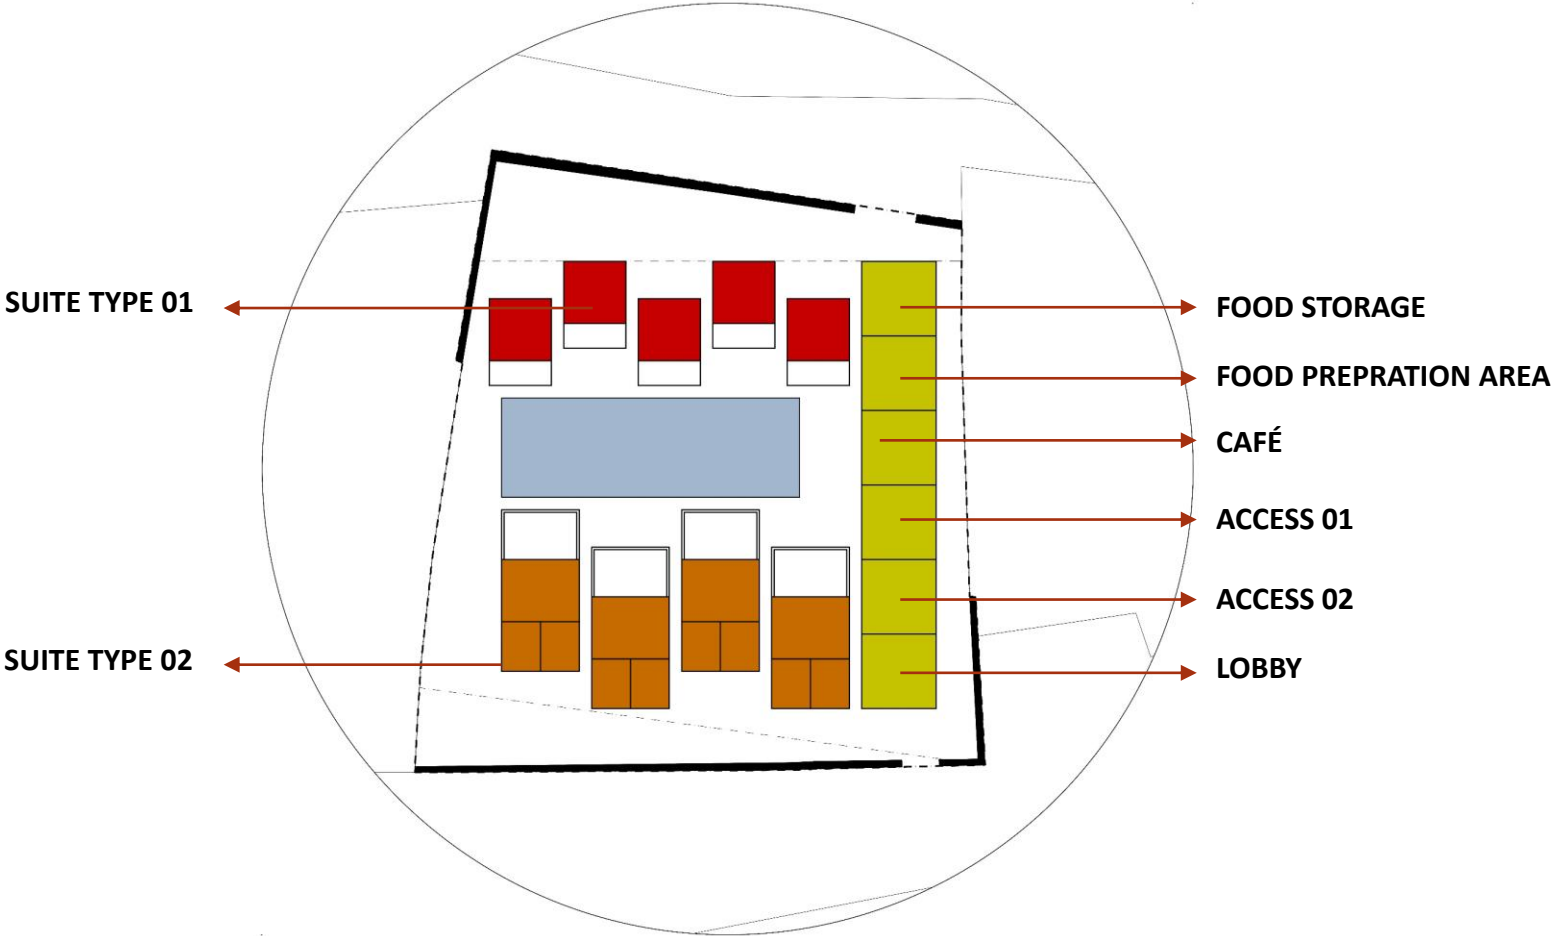 SUITE TYPE 01
FOOD STORAGE
FOOD PREPRATION AREA
CAFÉ
ACCESS 01
ACCESS 02
SUITE TYPE 02
LOBBY